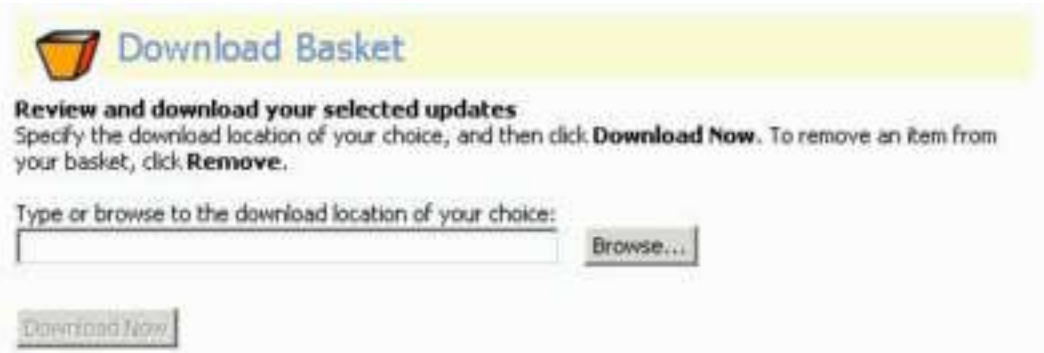 Download Basket
Review and download your selected updates
Specify the download location of your choice, and then click Download Now. To remove an item from
your basket, click Remove.
Type or browse to the download location of your choice:
Browse...
Download Now